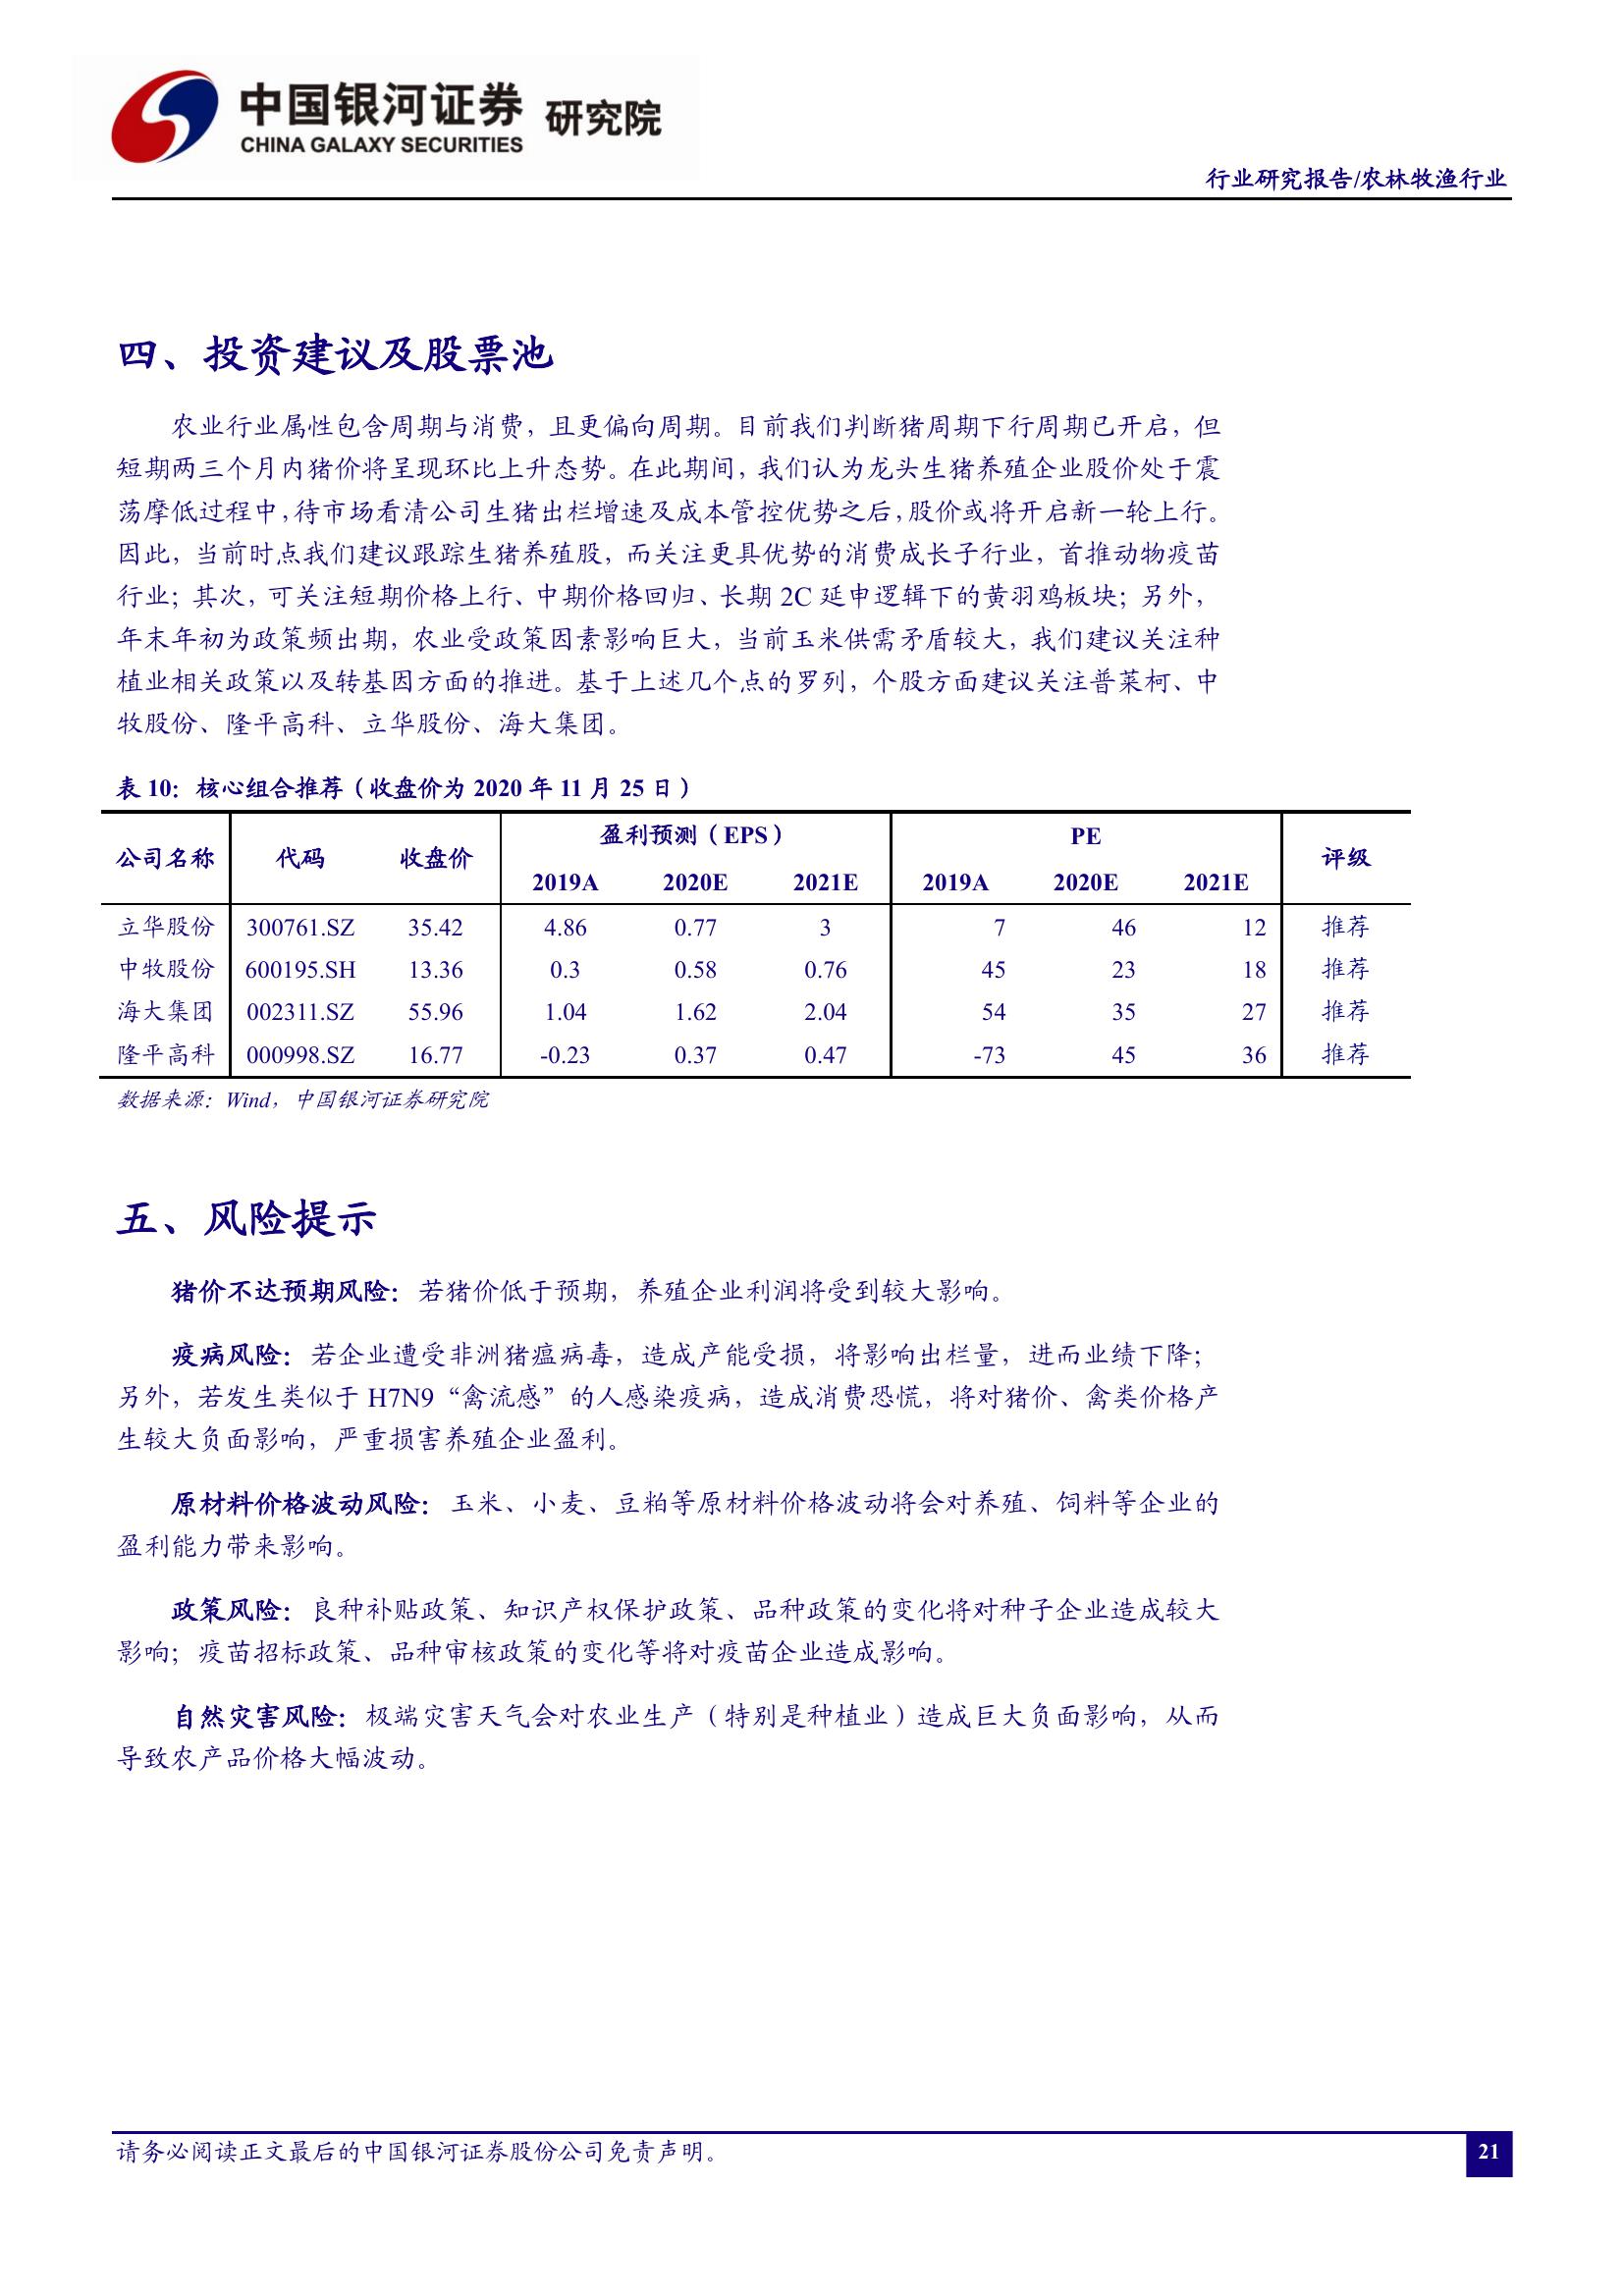 中国银河证券 研究院
CHINA GALAXY SECURITIES
行业研究报告/农林牧渔行业
四、投资建议及股票池
农业行业属性包含周期与消费，且更偏向周期。目前我们判断猪周期下行周期已开启，但
短期两三个月内猪价将呈现环比上升态势。在此期间，我们认为龙头生猪养殖企业股价处于震
荡摩低过程中，待市场看清公司生猪出栏增速及成本管控优势之后，股价或将开启新一轮上行。
因此，当前时点我们建议跟踪生猪养殖股，而关注更具优势的消费成长子行业，首推动物疫苗
行业；其次，可关注短期价格上行、中期价格回归、长期 2C 延申逻辑下的黄羽鸡板块；另外，
年末年初为政策频出期，农业受政策因素影响巨大，当前玉米供需矛盾较大，我们建议关注种
植业相关政策以及转基因方面的推进。基于上述几个点的罗列，个股方面建议关注普莱柯、中
牧股份、隆平高科、立华股份、海大集团。
表 10：核心组合推荐（收盘价为 2020 年 11 月 25 日）
公司名称 代码 收盘价 盈利预测（EPS） PE 评级
2019A 2020E 2021E 2019A 2020E 2021E
立华股份 300761.SZ 35.42 4.86 0.77 3 7 46 12 推荐
中牧股份 600195.SH 13.36 0.3 0.58 0.76 45 23 18 推荐
海大集团 002311.SZ 55.96 1.04 1.62 2.04 54 35 27 推荐
隆平高科 000998.SZ 16.77 -0.23 0.37 0.47 -73 45 36 推荐
数据来源：Wind，中国银河证券研究院
五、风险提示
猪价不达预期风险：若猪价低于预期，养殖企业利润将受到较大影响。
疫病风险：若企业遭受非洲猪瘟病毒，造成产能受损，将影响出栏量，进而业绩下降；
另外，若发生类似于 H7N9“禽流感”的人感染疫病，造成消费恐慌，将对猪价、禽类价格产
生较大负面影响，严重损害养殖企业盈利。
原材料价格波动风险：玉米、小麦、豆粕等原材料价格波动将会对养殖、饲料等企业的
盈利能力带来影响。
政策风险：良种补贴政策、知识产权保护政策、品种政策的变化将对种子企业造成较大
影响；疫苗招标政策、品种审核政策的变化等将对疫苗企业造成影响。
自然灾害风险：极端灾害天气会对农业生产（特别是种植业）造成巨大负面影响，从而
导致农产品价格大幅波动。
请务必阅读正文最后的中国银河证券股份公司免责声明。
21